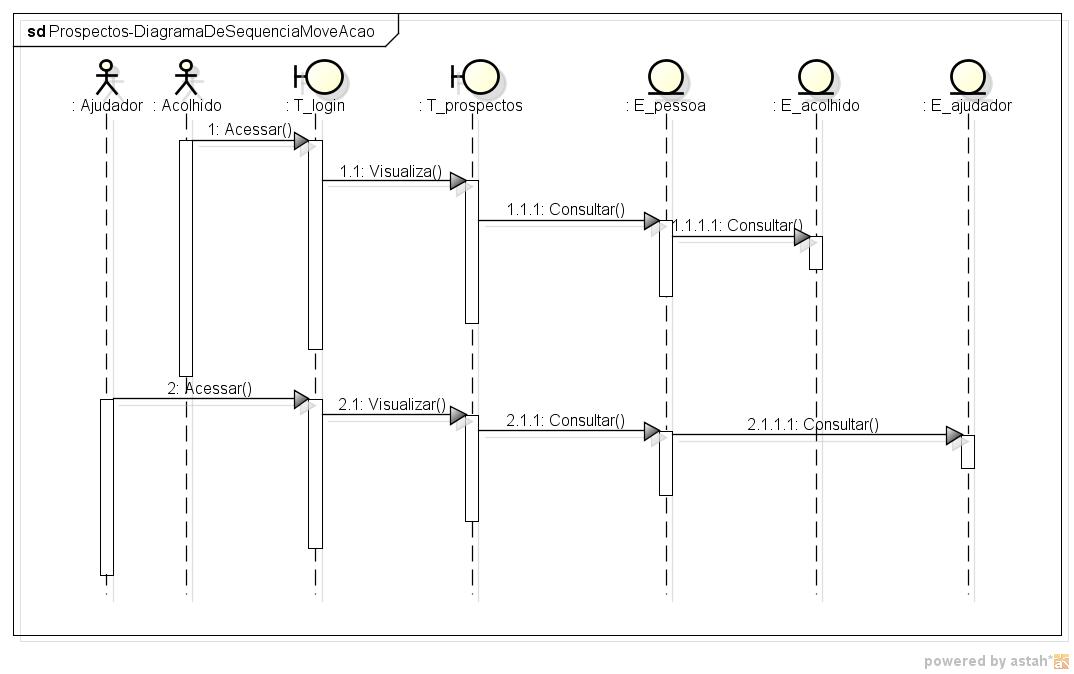 sd Prospectos-DiagramaDeSequenciaMoveAcao
: Ajudador : Acolhido : T_login : T_prospectos : E_pessoa : E_acolhido : E_ajudador
1: Acessar()
1.1: Visualiza()
1.1.1: Consultar()
1.1.1.1: Consultar()
2: Acessar()
2.1: Visualizar()
2.1.1: Consultar()
2.1.1.1: Consultar()
powered by astah*